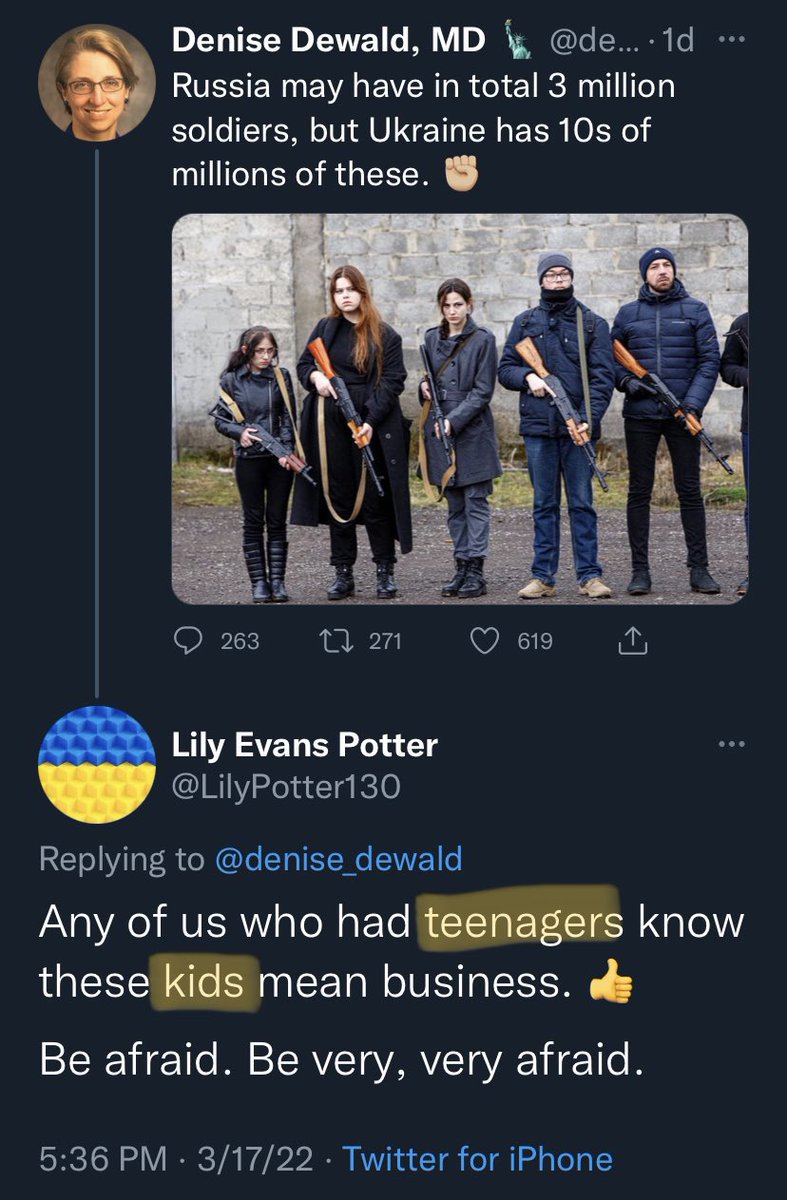 Denise Dewald, MD 🗽 @de... · 1d
Russia may have in total 3 million
soldiers, but Ukraine has 10s of
millions of these. ✊🏼
263 271 619
Lily Evans Potter
@LilyPotter130
Replying to @denise_dewald
Any of us who had teenagers know
these kids mean business. 👍
Be afraid. Be very, very afraid.
5:36 PM · 3/17/22 · Twitter for iPhone